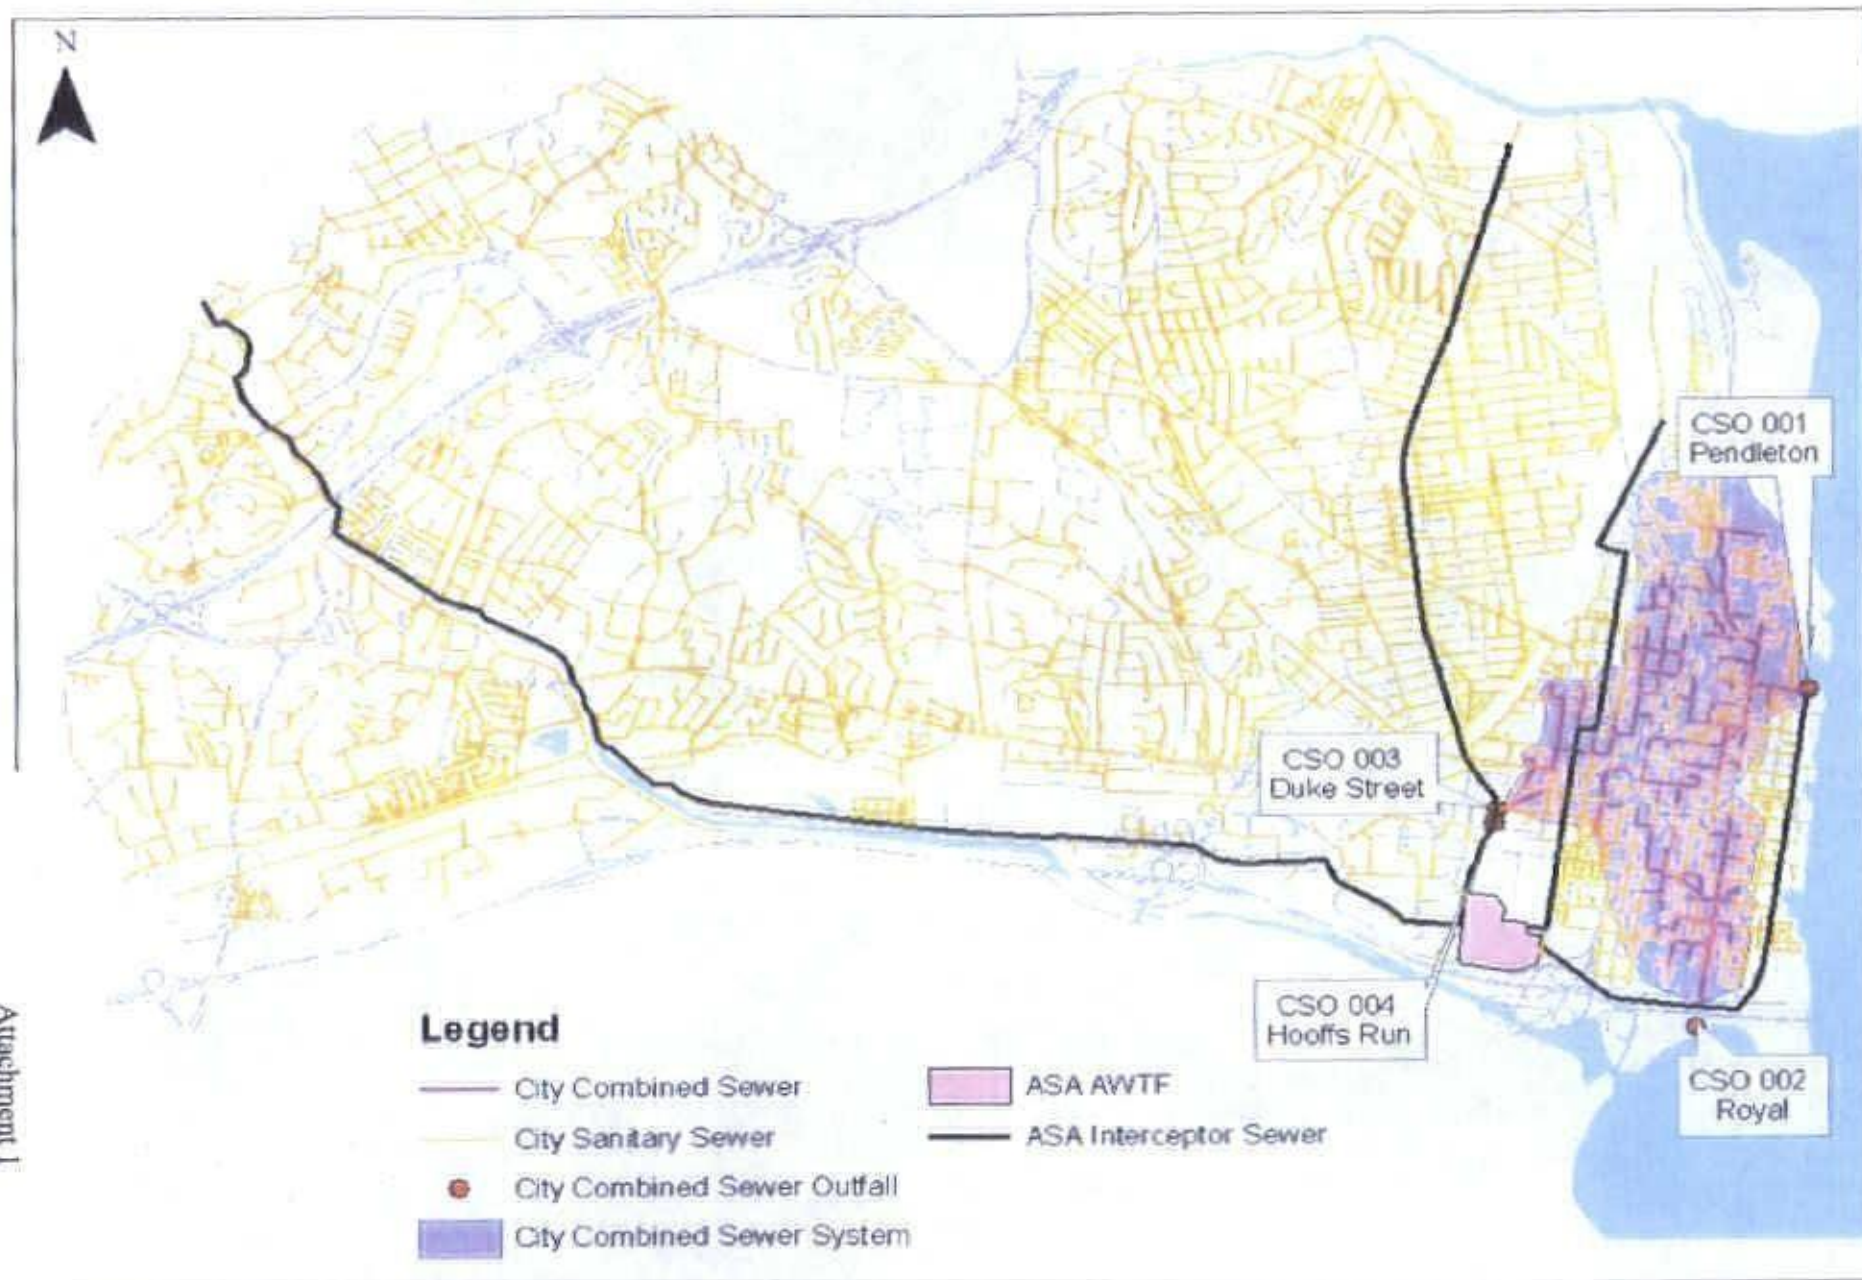 N
CSO 001
Pendleton
CSO 003
Duke Street
CSO 004
Hooffs Run
CSO 002
Royal
Legend
City Combined Sewer
City Sanitary Sewer
City Combined Sewer Outfall
City Combined Sewer System
ASA AWTF
ASA Interceptor Sewer
Attachment 1